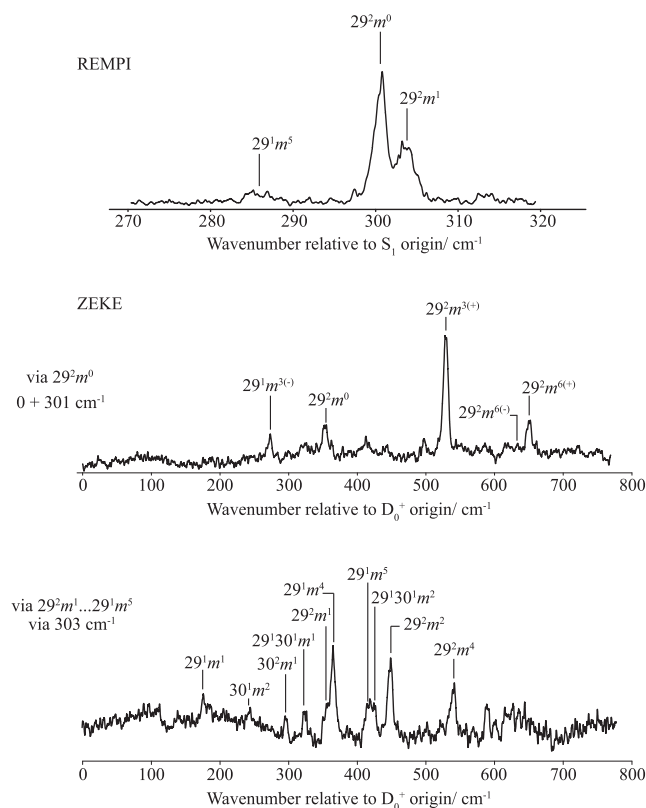 29²m⁰
REMPI
29²m¹
29¹m⁵
270 280 290 300 310 320
Wavenumber relative to S₁ origin/ cm⁻¹
ZEKE
29²m³⁽⁺⁾
via 29²m⁰
0 + 301 cm⁻¹
29¹m³⁽⁻⁾
29²m⁰
29²m⁶⁽⁻⁾
29²m⁶⁽⁺⁾
0 100 200 300 400 500 600 700 800
Wavenumber relative to D₀⁺ origin/ cm⁻¹
via 29²m¹...29¹m⁵
via 303 cm⁻¹
29¹m⁵
29¹m⁴
29¹30¹m²
29²m¹
29²m²
29¹30¹m¹
29²m⁴
30²m¹
29¹m¹
30¹m²
0 100 200 300 400 500 600 700 800
Wavenumber relative to D₀⁺ origin/ cm⁻¹